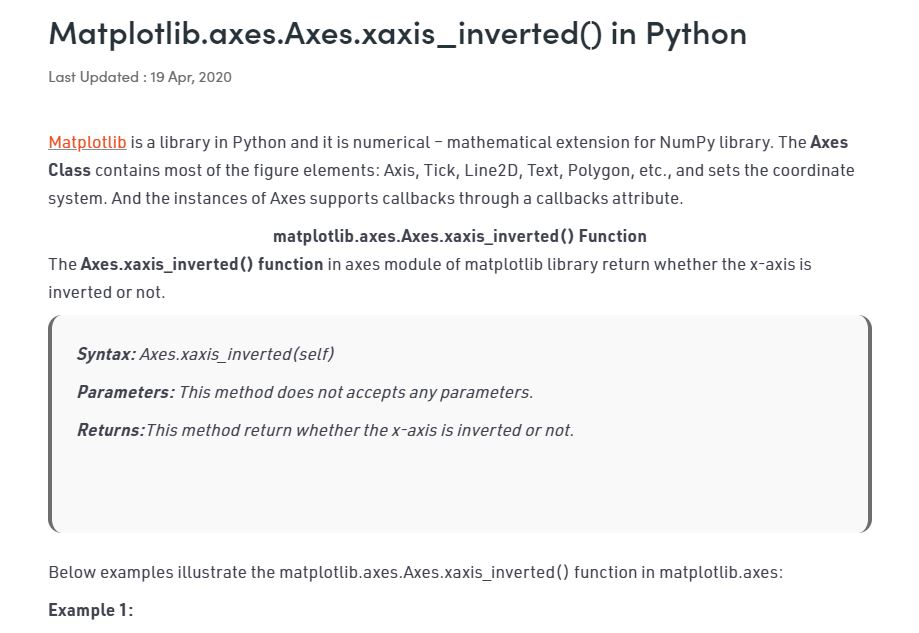 Matplotlib.axes.Axes.xaxis_inverted() in Python
Last Updated : 19 Apr, 2020
Matplotlib is a library in Python and it is numerical – mathematical extension for NumPy library. The Axes
Class contains most of the figure elements: Axis, Tick, Line2D, Text, Polygon, etc., and sets the coordinate
system. And the instances of Axes supports callbacks through a callbacks attribute.
matplotlib.axes.Axes.xaxis_inverted() Function
The Axes.xaxis_inverted() function in axes module of matplotlib library return whether the x-axis is
inverted or not.
Syntax: Axes.xaxis_inverted(self)
Parameters: This method does not accepts any parameters.
Returns:This method return whether the x-axis is inverted or not.
Below examples illustrate the matplotlib.axes.Axes.xaxis_inverted() function in matplotlib.axes:
Example 1: